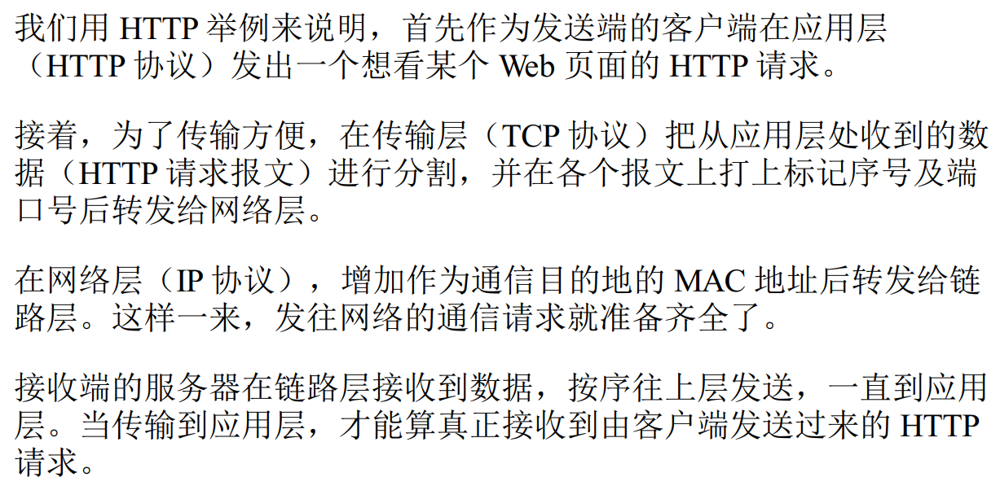 我们用 HTTP 举例来说明，首先作为发送端的客户端在应用层
（HTTP 协议）发出一个想看某个 Web 页面的 HTTP 请求。
接着，为了传输方便，在传输层（TCP 协议）把从应用层处收到的数
据（HTTP 请求报文）进行分割，并在各个报文上打上标记序号及端
口号后转发给网络层。
在网络层（IP 协议），增加作为通信目的地的 MAC 地址后转发给链
路层。这样一来，发往网络的通信请求就准备齐全了。
接收端的服务器在链路层接收到数据，按序往上层发送，一直到应用
层。当传输到应用层，才能算真正接收到由客户端发送过来的 HTTP
请求。